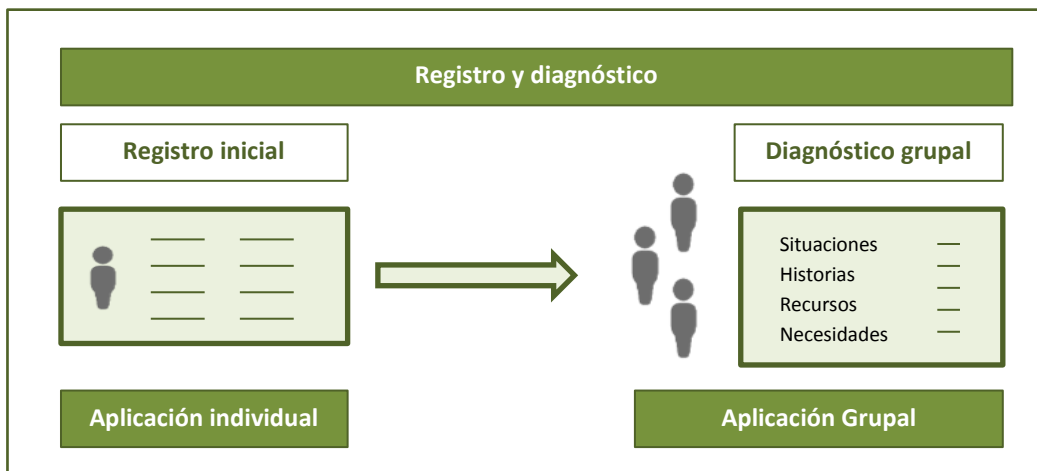 Registro y diagnóstico
Registro inicial
Diagnóstico grupal
Situaciones
Historias
Recursos
Necesidades
Aplicación individual
Aplicación Grupal